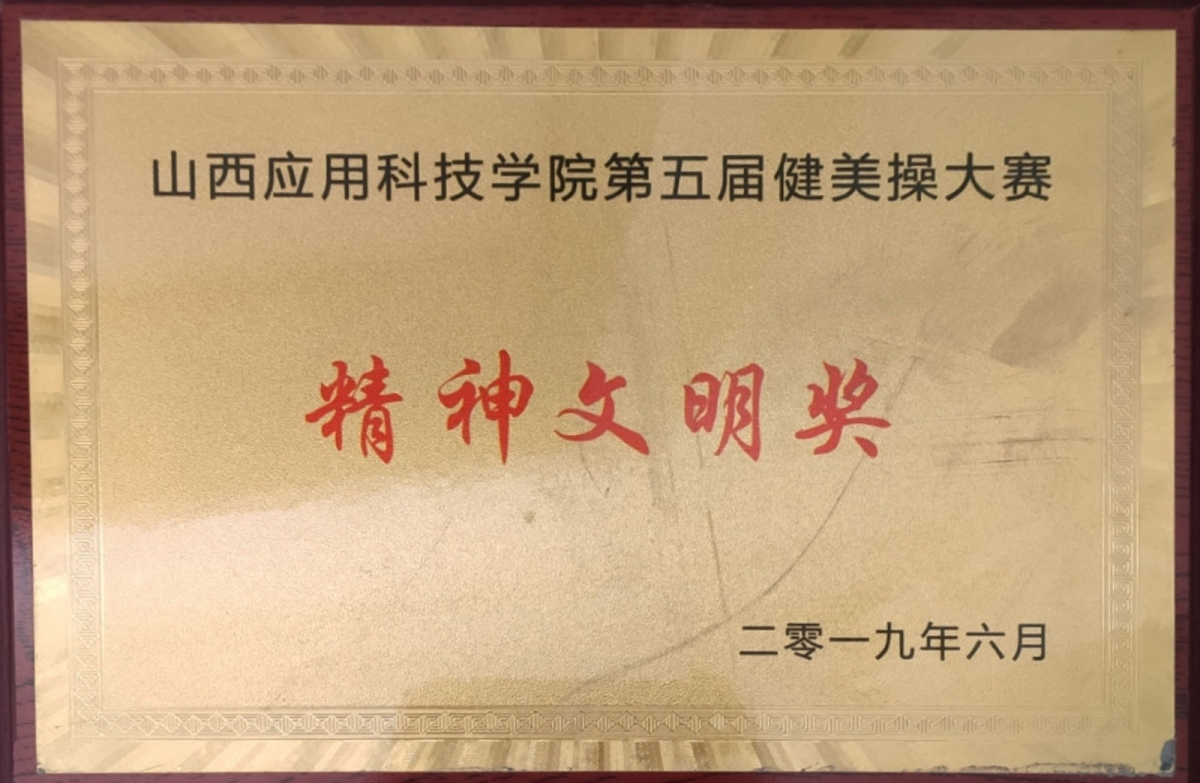 山西应用科技学院第五届健美操大赛
精神文明奖
二零一九年六月